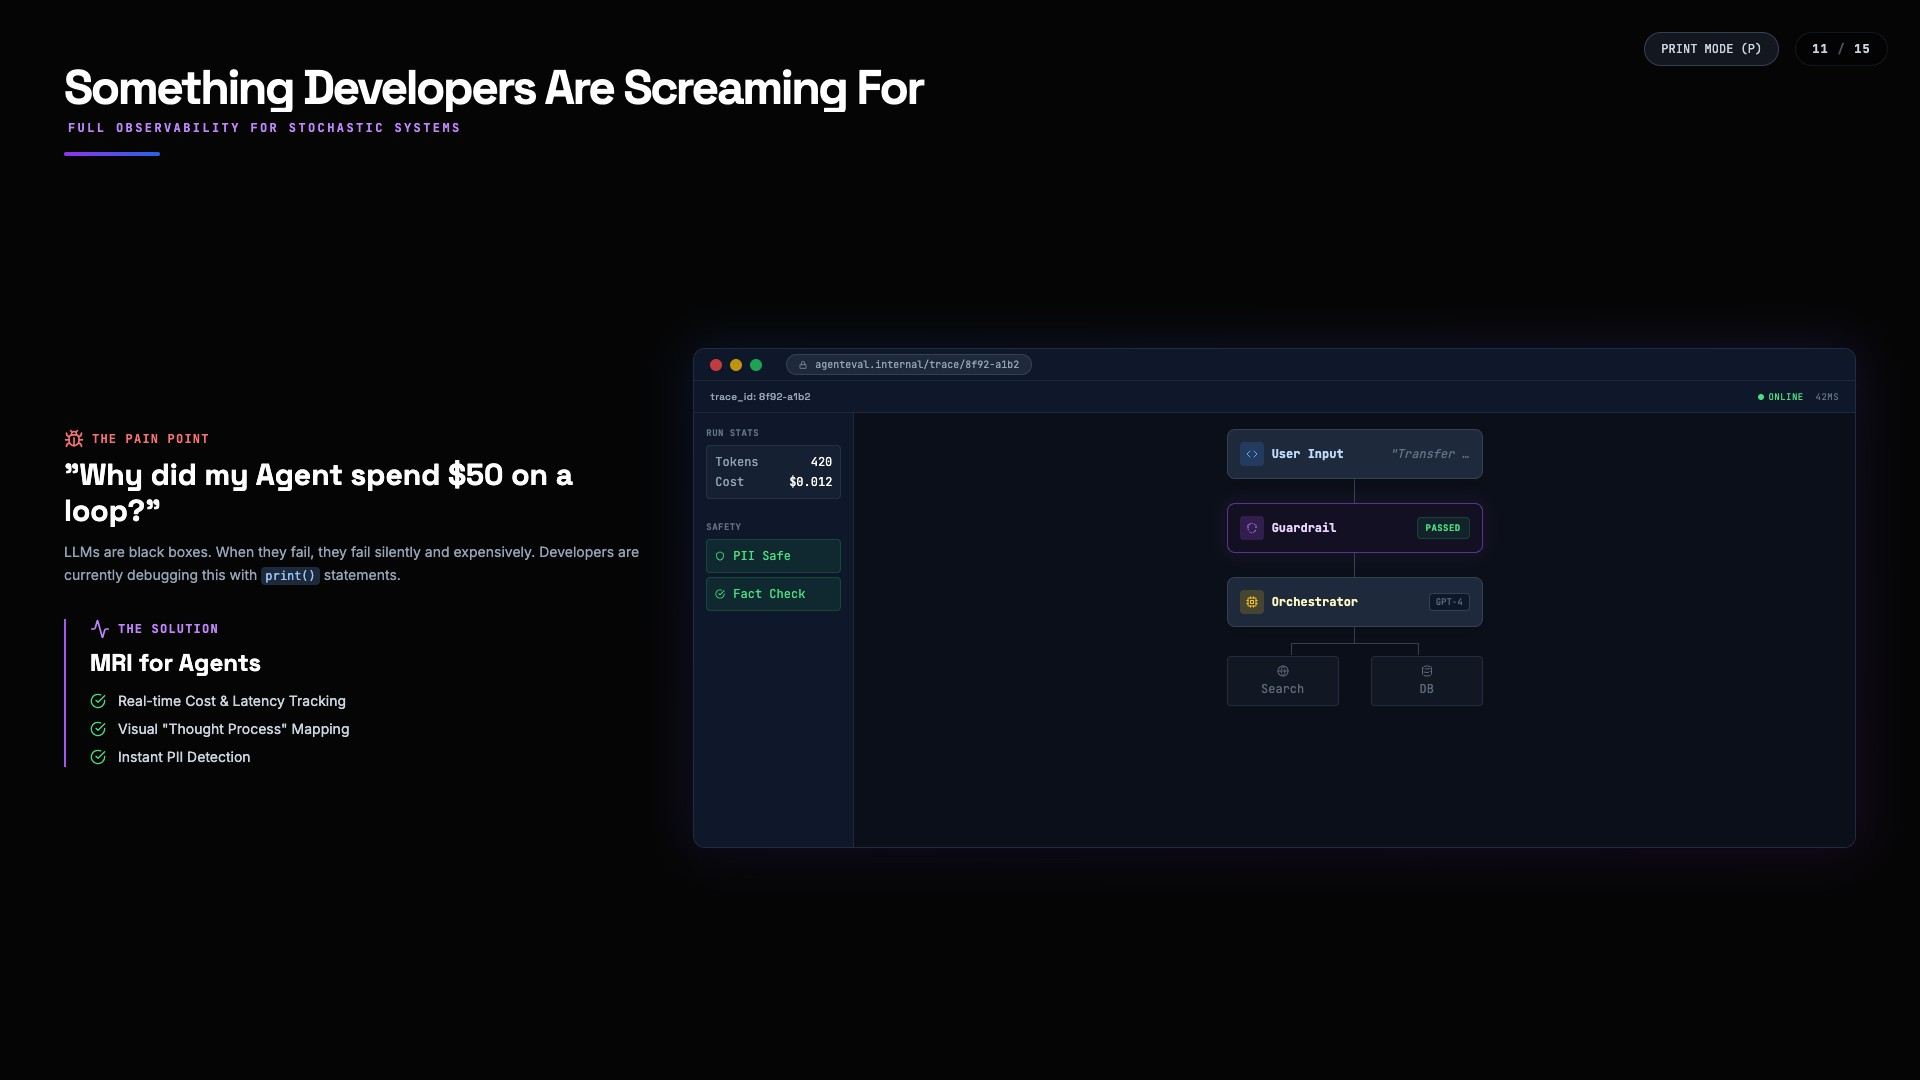 PRINT MODE (P)
11 / 15
Something Developers Are Screaming For
FULL OBSERVABILITY FOR STOCHASTIC SYSTEMS
THE PAIN POINT
”Why did my Agent spend $50 on a
loop?”
LLMs are black boxes. When they fail, they fail silently and expensively. Developers are
currently debugging this with print() statements.
THE SOLUTION
MRI for Agents
Real-time Cost & Latency Tracking
Visual "Thought Process" Mapping
Instant PII Detection
agenteval.internal/trace/8f92-a1b2
trace_id: 8f92-a1b2
ONLINE 42MS
RUN STATS
Tokens 420
Cost $0.012
SAFETY
PII Safe
Fact Check
User Input "Transfer …
Guardrail PASSED
Orchestrator GPT-4
Search
DB